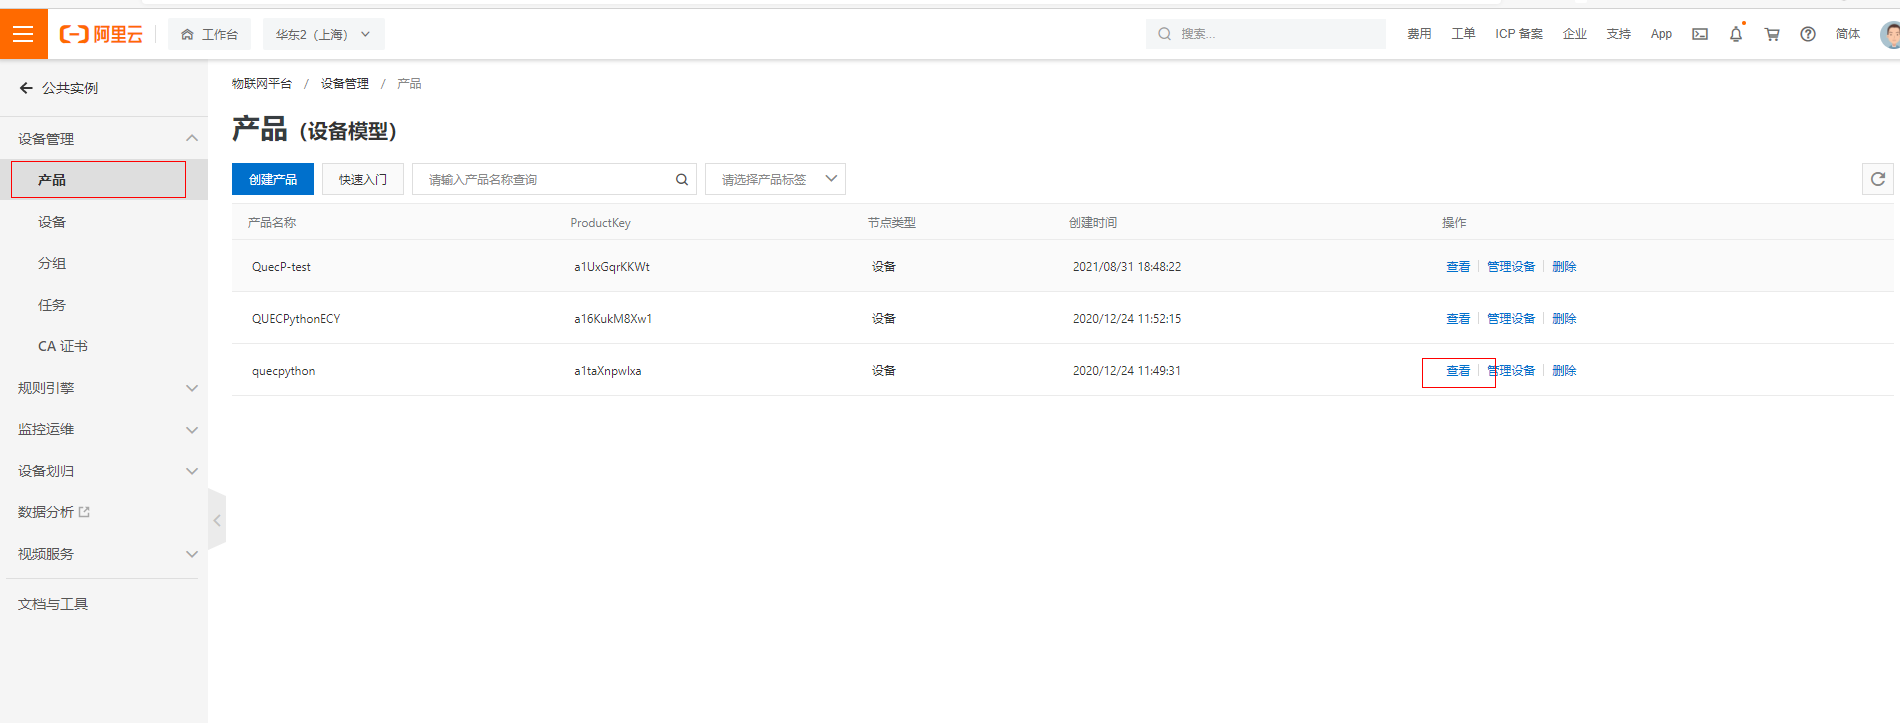 阿里云 工作台 华东2（上海） 搜索... 费用 工单 ICP 备案 企业 支持 App 简体
公共实例
设备管理
产品
设备
分组
任务
CA 证书
规则引擎
监控运维
设备划归
数据分析
视频服务
文档与工具
物联网平台 / 设备管理 / 产品
产品（设备模型）
创建产品 快速入门 请输入产品名称查询 请选择产品标签
产品名称 ProductKey 节点类型 创建时间 操作
QuecP-test a1UxGqrKKWt 设备 2021/08/31 18:48:22 查看 管理设备 删除
QUECPythonECY a16KukM8Xw1 设备 2020/12/24 11:52:15 查看 管理设备 删除
quecpython a1taXnpwIxa 设备 2020/12/24 11:49:31 查看 管理设备 删除